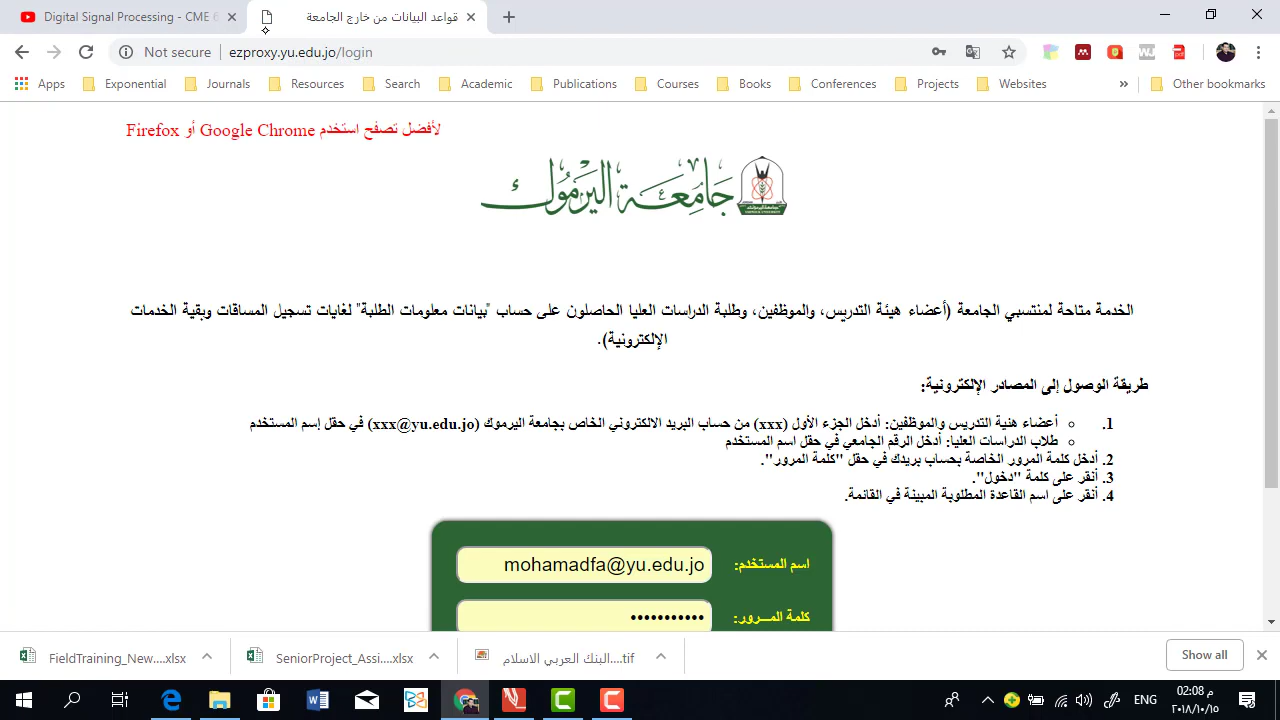 Digital Signal Processing - CME E
قواعد البيانات من خارج الجامعة
Not secure
ezproxy.yu.edu.jo/login
Apps
Exponential
Journals
Resources
Search
Academic
Publications
Courses
Books
Conferences
Projects
Websites
»
Other bookmarks
لأفضل تصفح استخدم Google Chrome أو Firefox
جامعة اليرموك
الخدمة متاحة لمنتسبي الجامعة (أعضاء هيئة التدريس، والموظفين، وطلبة الدراسات العليا الحاصلون على حساب "بيانات معلومات الطلبة" لغايات تسجيل المساقات وبقية الخدمات
الإلكترونية).
طريقة الوصول إلى المصادر الإلكترونية:
1. ○ أعضاء هئية التدريس والموظفين: أدخل الجزء الأول (xxx) من حساب البريد الالكتروني الخاص بجامعة اليرموك (xxx@yu.edu.jo) في حقل إسم المستخدم
○ طلاب الدراسات العليا: أدخل الرقم الجامعي في حقل اسم المستخدم
2. أدخل كلمة المرور الخاصة بحساب بريدك في حقل "كلمة المرور".
3. أنقر على كلمة "دخول".
4. أنقر على اسم القاعدة المطلوبة المبينة في القائمة.
اسم المستخدم:
mohamadfa@yu.edu.jo
كلمة المـــرور:
•••••••••••
FieldTraining_New....xlsx
SeniorProject_Assi....xlsx
البنك العربي الاسلام....tif
Show all
ENG
02:08 م
٢٠١٨/١٠/١٥